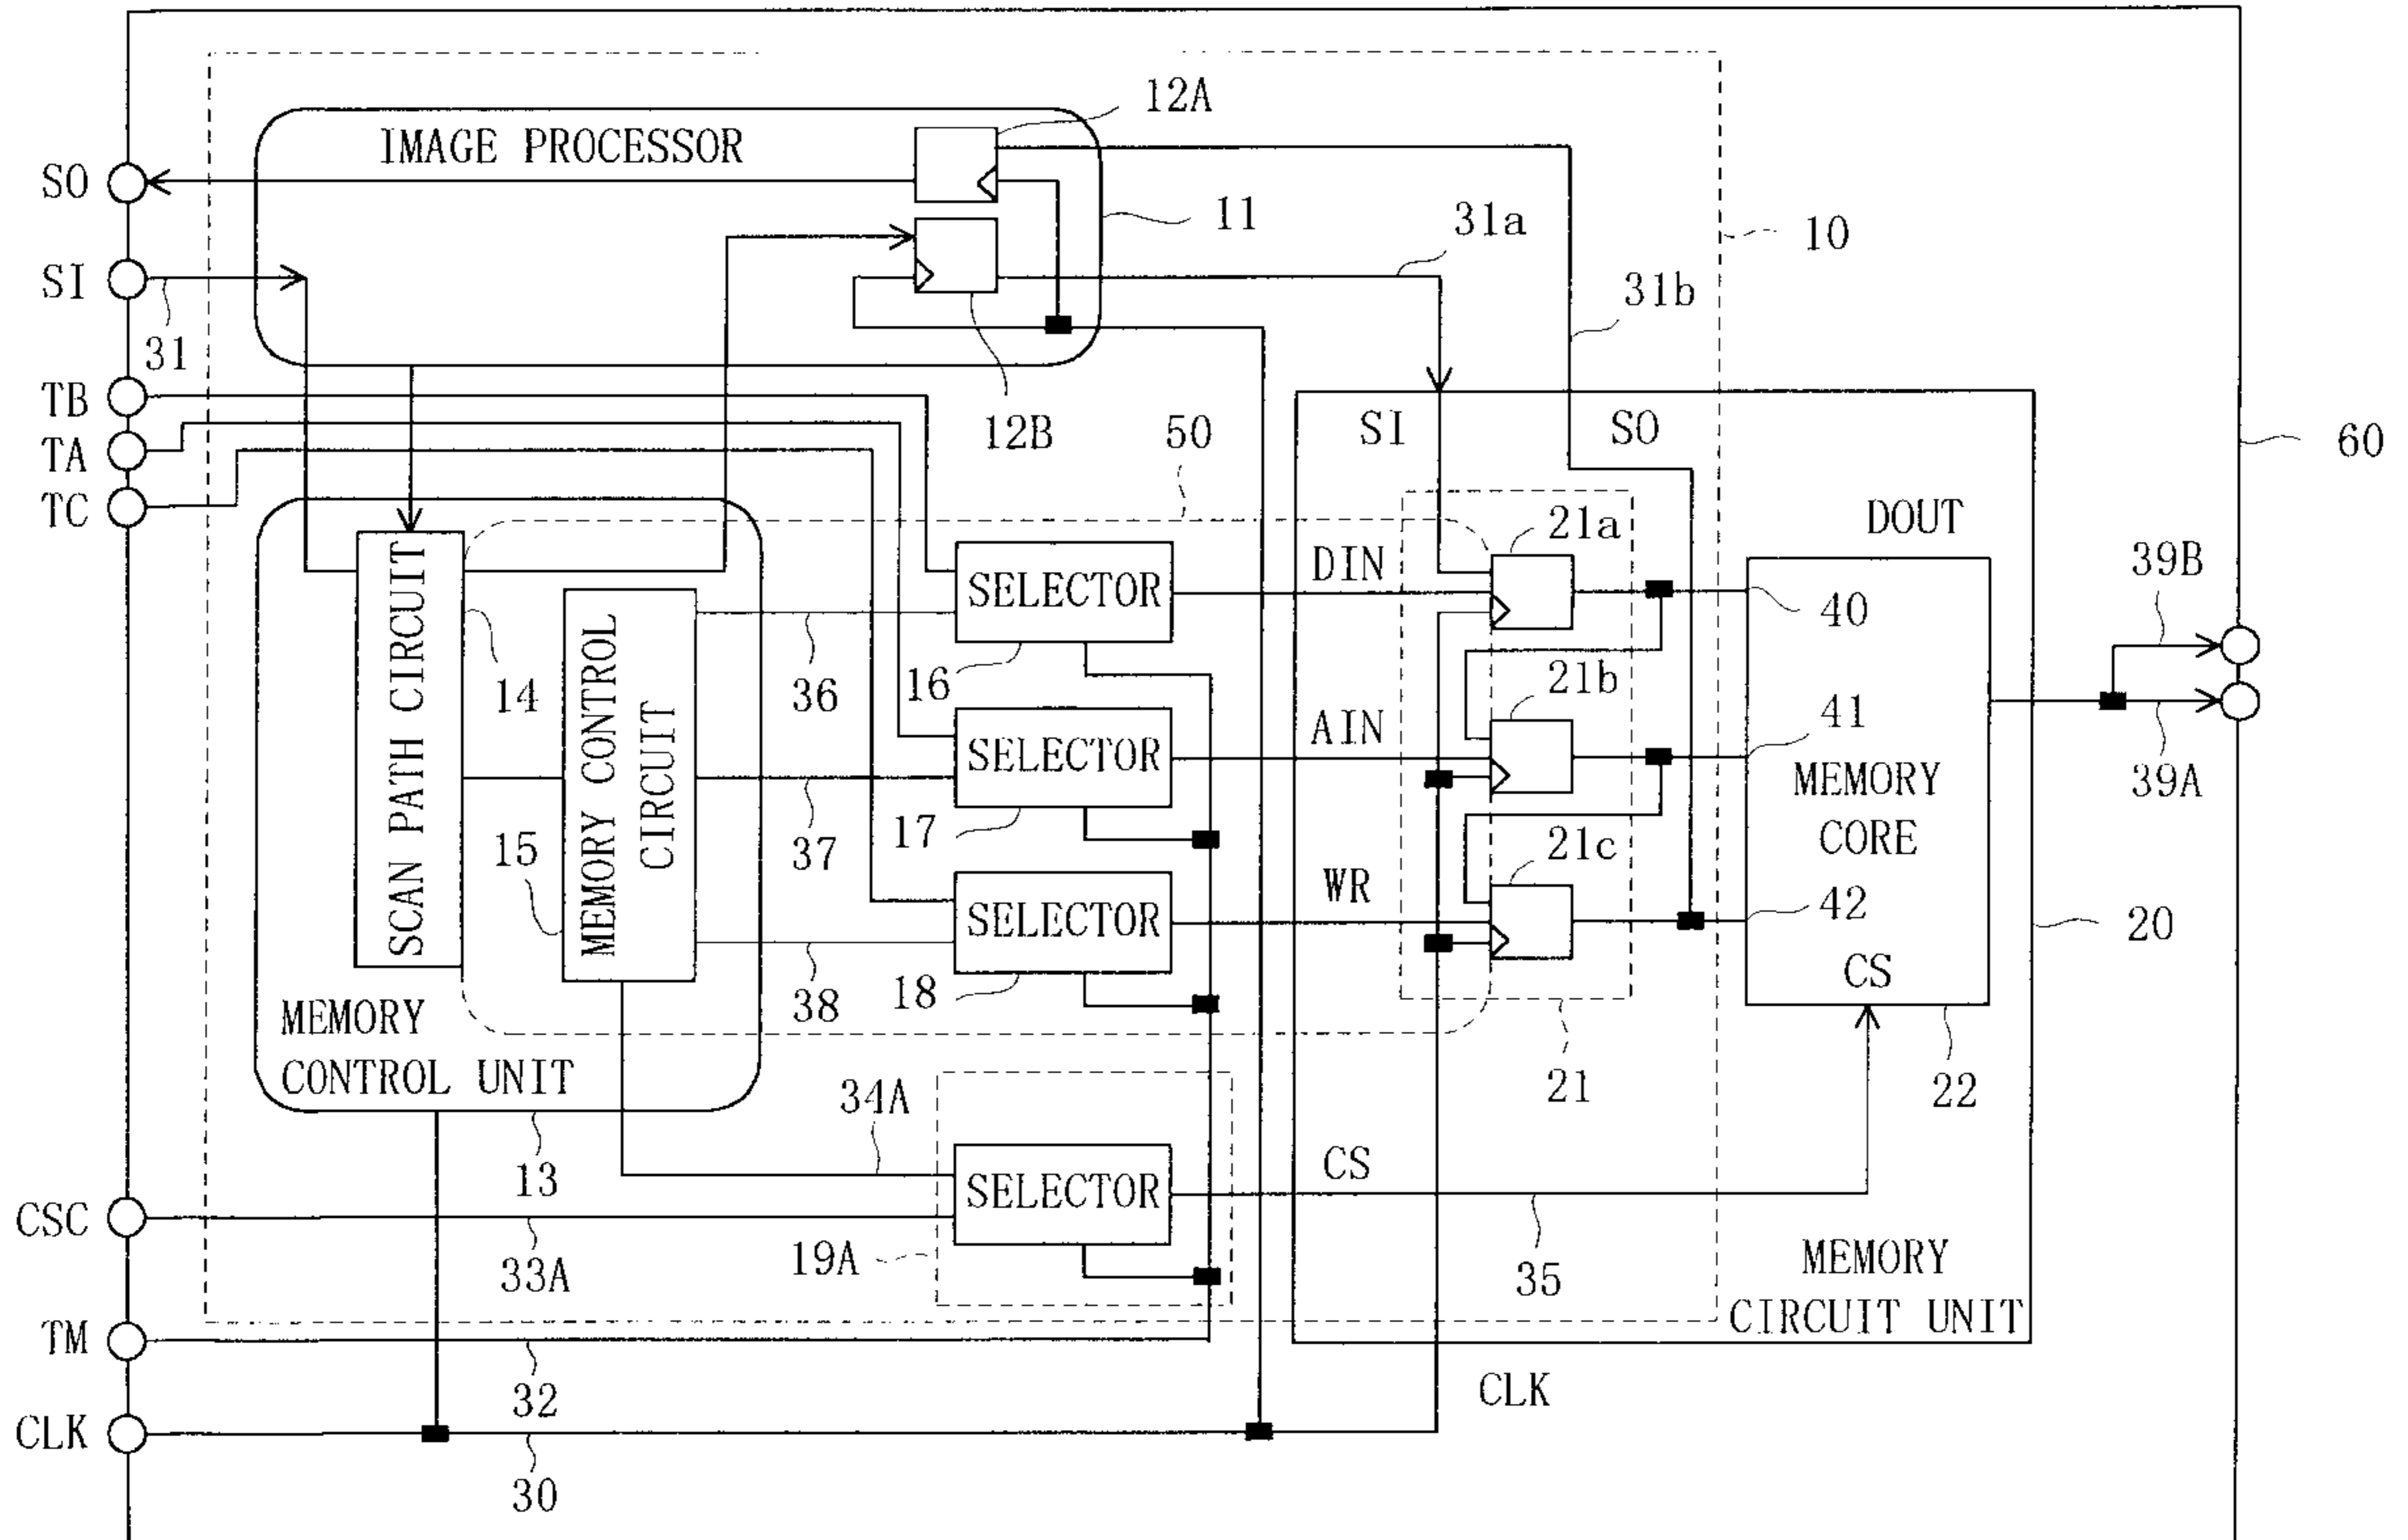 12A
IMAGE PROCESSOR
SO
11
31a
10
SI
31b
31
TB
12B
50
SI
SO
60
TA
TC
21a
DOUT
SCAN PATH CIRCUIT
SELECTOR
DIN
39B
40
MEMORY CONTROL
CIRCUIT
14
36
16
21b
41
SELECTOR
AIN
MEMORY
CORE
39A
15
37
17
21c
WR
SELECTOR
42
20
CS
38
18
MEMORY
CONTROL UNIT
21
22
34A
13
SELECTOR
CS
CSC
33A
19A
35
MEMORY
CIRCUIT UNIT
TM
32
CLK
CLK
30